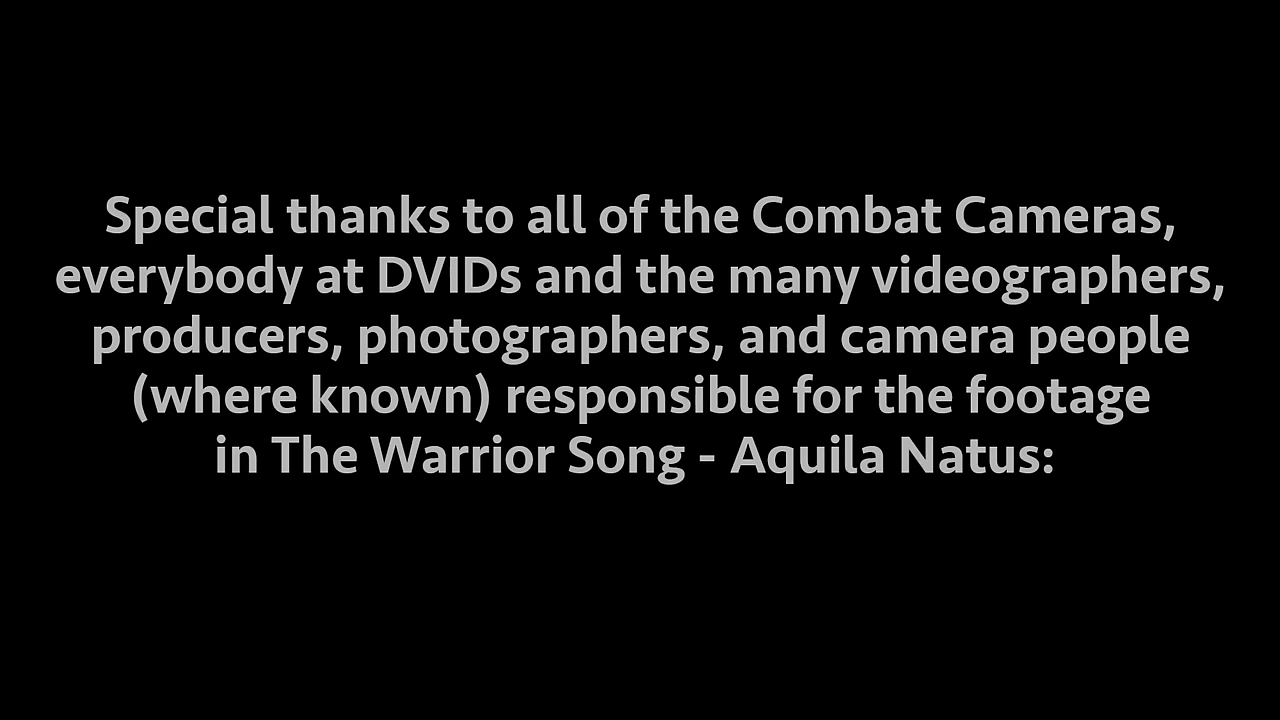 Special thanks to all of the Combat Cameras,
everybody at DVIDs and the many videographers,
producers, photographers, and camera people
(where known) responsible for the footage
in The Warrior Song - Aquila Natus: